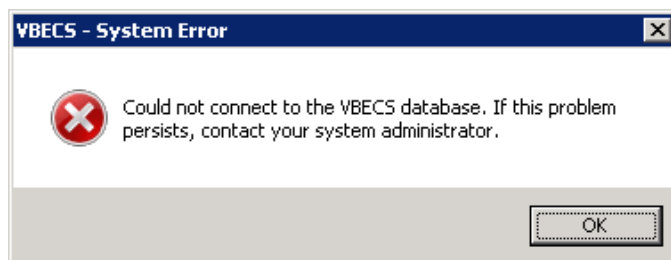 VBECS - System Error
Could not connect to the VBECS database. If this problem
persists, contact your system administrator.
OK